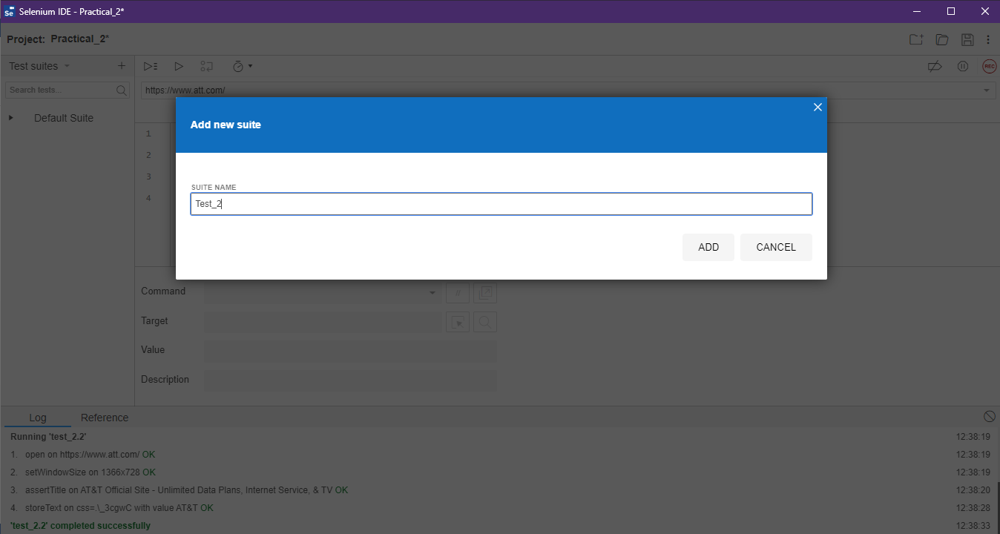 Se Selenium IDE - Practical_2*
Project: Practical_2*
Test suites +
REC
Search tests...
https://www.att.com/
Default Suite
Add new suite
1
2
3
4
SUITE NAME
Test_2
ADD CANCEL
Command //
Target
Value
Description
Log Reference
Running 'test_2.2' 12:38:19
1. open on https://www.att.com/ OK 12:38:19
2. setWindowSize on 1366x728 OK 12:38:19
3. assertTitle on AT&T Official Site - Unlimited Data Plans, Internet Service, & TV OK 12:38:20
4. storeText on css=.\_3cgwC with value AT&T OK 12:38:28
'test_2.2' completed successfully 12:38:33